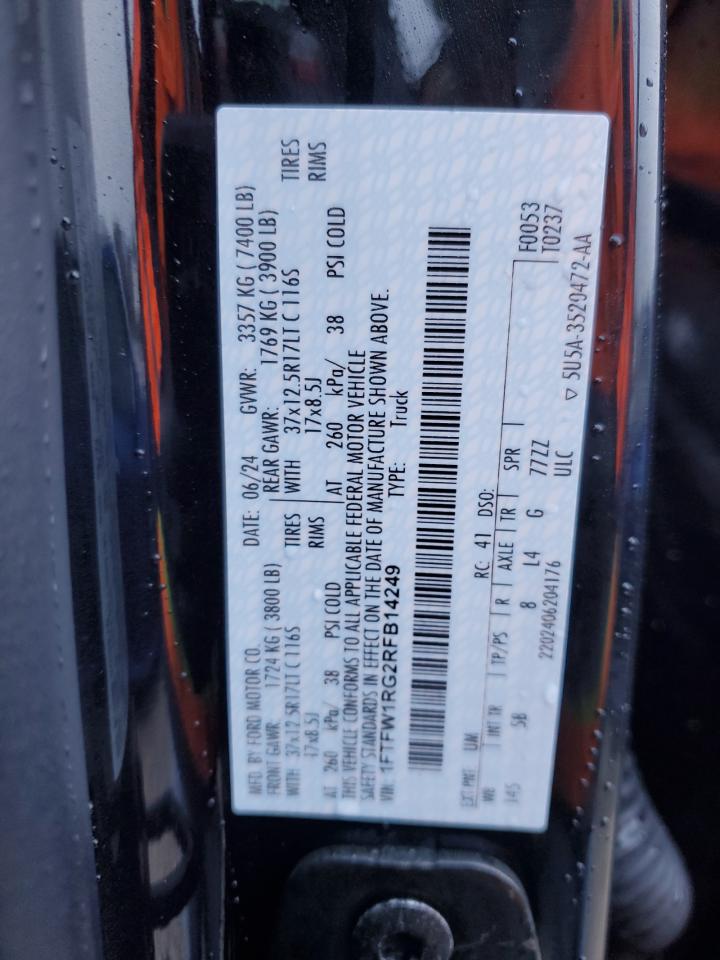 MFD. BY FORD MOTOR CO. DATE: 06/24 GVWR: 3357 KG ( 7400 LB)
FRONT GAWR: 1724 KG ( 3800 LB) REAR GAWR: 1769 KG ( 3900 LB)
WITH 37x12.5R17LT C 116S TIRES WITH 37x12.5R17LT C 116S TIRES
17x8.5J RIMS 17x8.5J RIMS
AT 260 kPa/ 38 PSI COLD AT 260 kPa/ 38 PSI COLD
THIS VEHICLE CONFORMS TO ALL APPLICABLE FEDERAL MOTOR VEHICLE
SAFETY STANDARDS IN EFFECT ON THE DATE OF MANUFACTURE SHOWN ABOVE.
VIN: 1FTFW1RG2RFB14249 TYPE: Truck
EXT PNT: UM RC: 41 DSO:
WB INT TR TP/PS R AXLE TR SPR F0053
145 5B 8 L4 G 77ZZ T0237
2202406204176 ULC ▽ 5U5A-3520472-AA